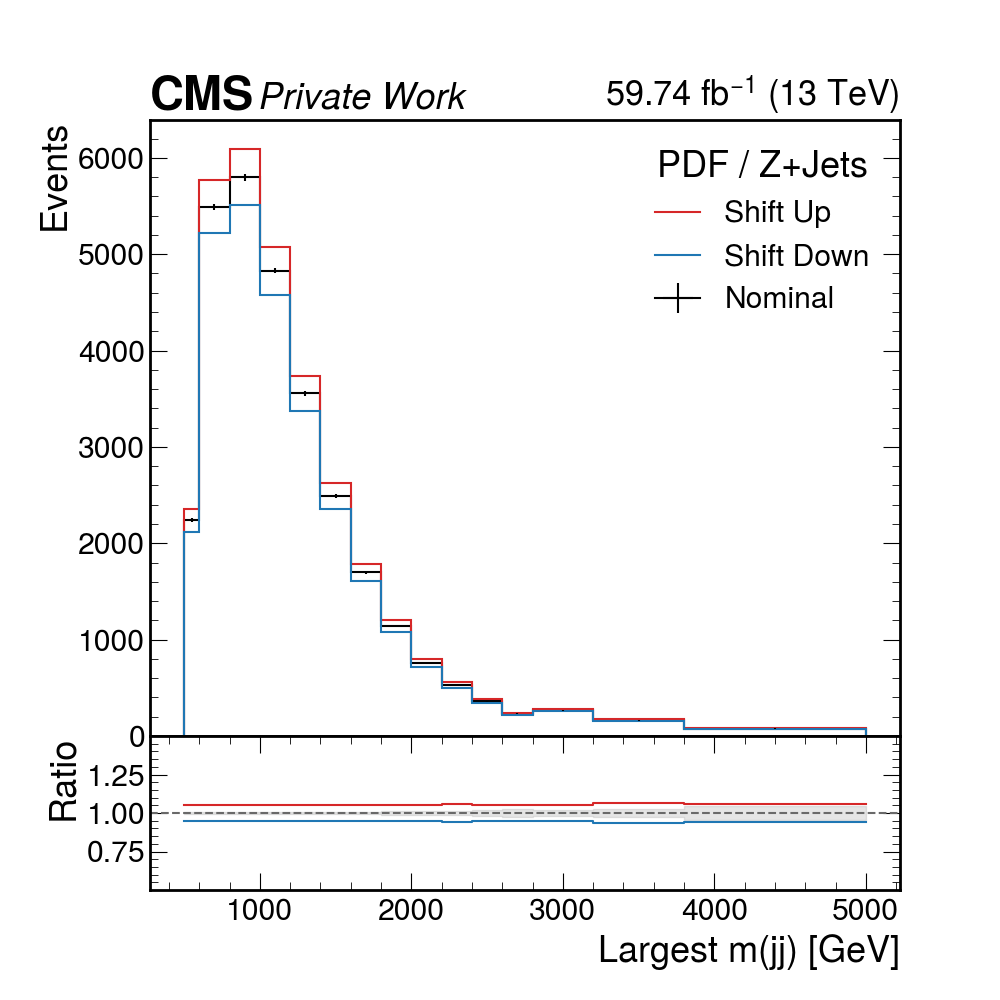 CMS Private Work 59.74 fb⁻¹ (13 TeV)
Events
6000
5000
4000
3000
2000
1000
0
PDF / Z+Jets
Shift Up
Shift Down
Nominal
Ratio
1.25
1.00
0.75
1000 2000 3000 4000 5000
Largest m(jj) [GeV]